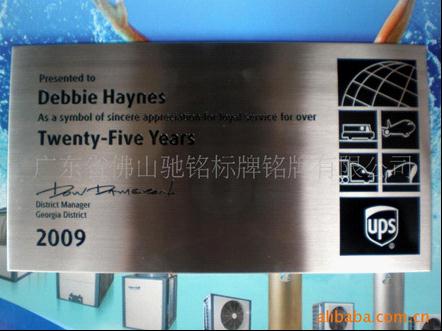 Presented to
Debbie Haynes
As a symbol of sincere appreciation for loyal service for over
Twenty-Five Years
广东省佛山驰铭标牌铭牌有限公司
District Manager
Georgia District
2009
ups
alibaba.com.cn